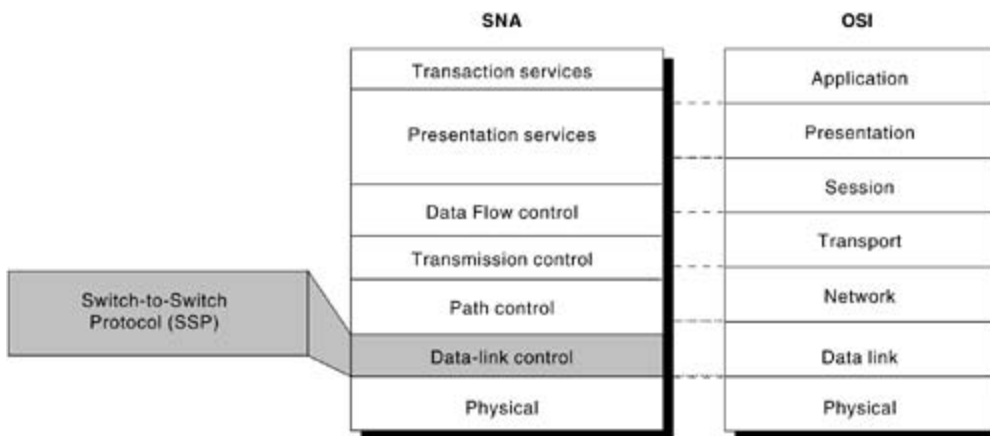 SNA
OSI
Transaction services
Presentation services
Data Flow control
Transmission control
Path control
Data-link control
Physical
Application
Presentation
Session
Transport
Network
Data link
Physical
Switch-to-Switch
Protocol (SSP)